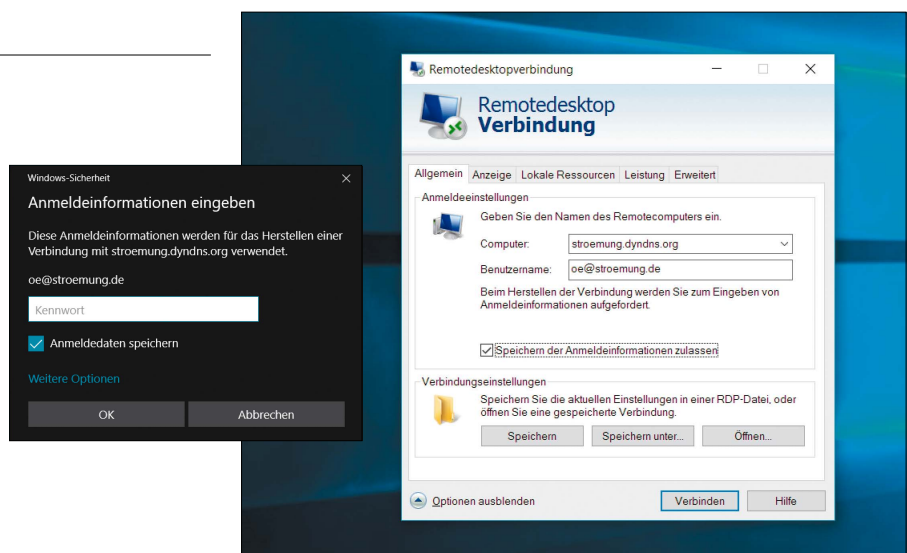 Remotedesktopverbindung
Remotedesktop
Verbindung
Allgemein Anzeige Lokale Ressourcen Leistung Erweitert
Anmeldeeinstellungen
Geben Sie den Namen des Remotecomputers ein.
Computer: stroemung.dyndns.org
Benutzername: oe@stroemung.de
Beim Herstellen der Verbindung werden Sie zum Eingeben von
Anmeldeinformationen aufgefordert.
Speichern der Anmeldeinformationen zulassen
Verbindungseinstellungen
Speichern Sie die aktuellen Einstellungen in einer RDP-Datei, oder
öffnen Sie eine gespeicherte Verbindung.
Speichern Speichern unter... Öffnen...
Optionen ausblenden Verbinden Hilfe
Windows-Sicherheit
Anmeldeinformationen eingeben
Diese Anmeldeinformationen werden für das Herstellen einer
Verbindung mit stroemung.dyndns.org verwendet.
oe@stroemung.de
Kennwort
Anmeldedaten speichern
Weitere Optionen
OK Abbrechen